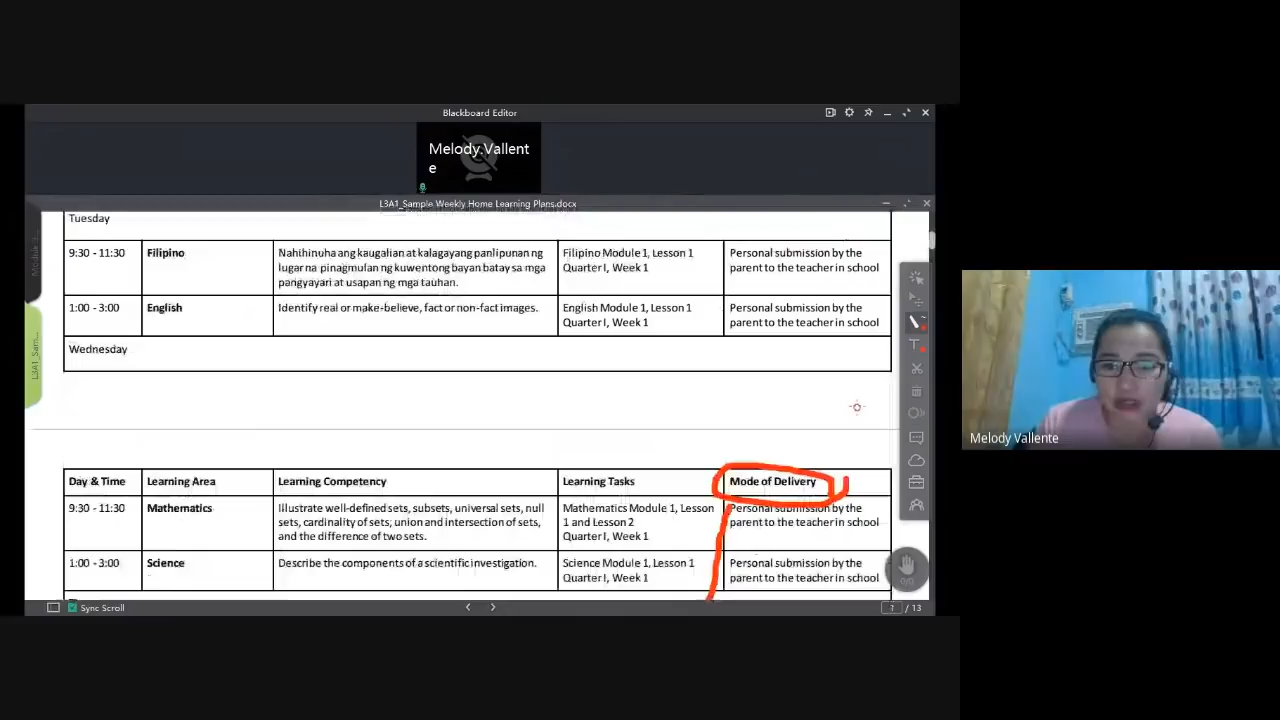 Blackboard Editor
Melody.Vallent
e
L3A1_Sample Weekly Home Learning Plans.docx
Tuesday
9:30 - 11:30 Filipino Nahihinuha ang kaugalian at kalagayang panlipunan ng Filipino Module 1, Lesson 1 Personal submission by the
lugar na pinagmulan ng kuwentong bayan batay sa mga Quarter I, Week 1 parent to the teacher in school
pangyayari at usapan ng mga tauhan.
1:00 - 3:00 English Identify real or make-believe, fact or non-fact images. English Module 1, Lesson 1 Personal submission by the
Quarter I, Week 1 parent to the teacher in school
Wednesday
Day & Time Learning Area Learning Competency Learning Tasks Mode of Delivery
9:30 - 11:30 Mathematics Illustrate well-defined sets, subsets, universal sets, null Mathematics Module 1, Lesson Personal submission by the
sets, cardinality of sets, union and intersection of sets, 1 and Lesson 2 parent to the teacher in school
and the difference of two sets. Quarter I, Week 1
1:00 - 3:00 Science Describe the components of a scientific investigation. Science Module 1, Lesson 1 Personal submission by the
Quarter I, Week 1 parent to the teacher in school
Sync Scroll
/ 13
0/0
L3A1_Sam...
Melody Vallente